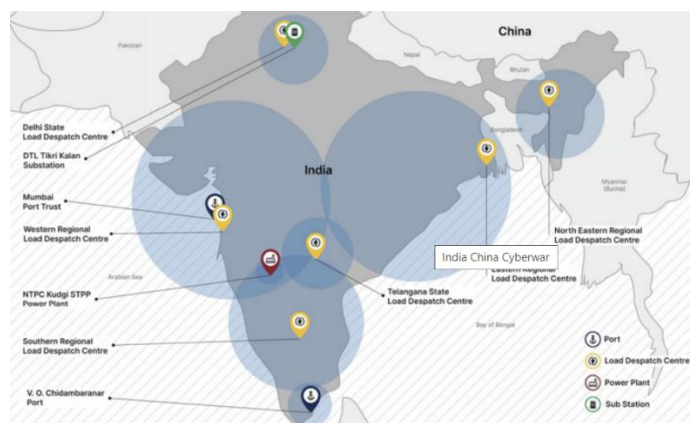 China
Pakistan
Nepal
Bhutan
Delhi State
Load Despatch Centre
Bangladesh
DTL Tikri Kalan
Substation
India
Myanmar
(Burma)
Mumbai
Port Trust
Western Regional
Load Despatch Centre
North Eastern Regional
Load Despatch Centre
India China Cyberwar
Eastern Regional
Load Despatch Centre
Arabian Sea
NTPC Kudgi STPP
Power Plant
Telangana State
Load Despatch Centre
Bay of Bengal
Southern Regional
Load Despatch Centre
Port
Load Despatch Centre
Power Plant
Sub Station
V. O. Chidambaranar
Port